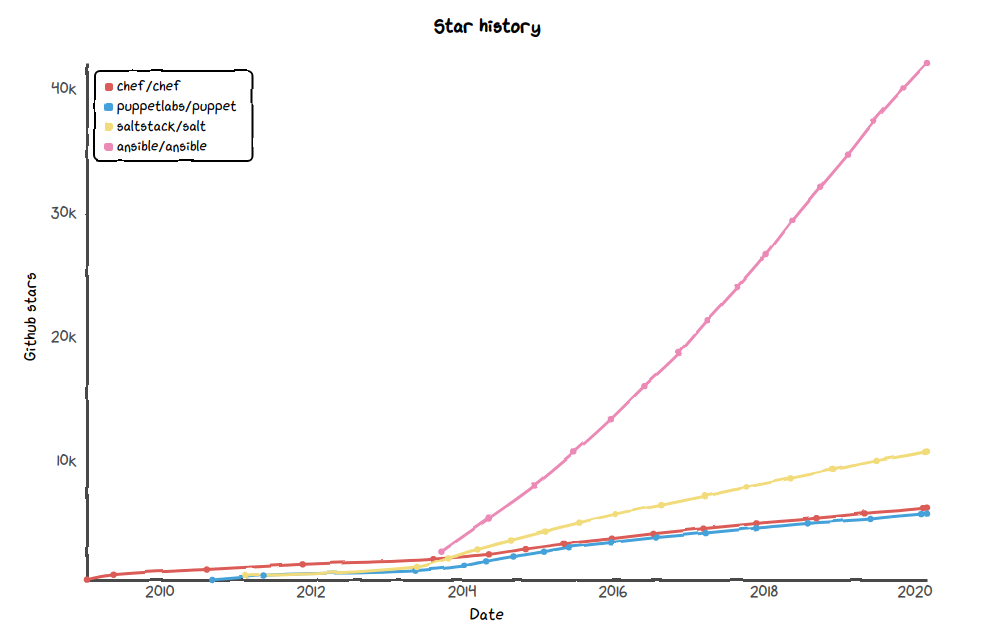 Star history
chef/chef
puppetlabs/puppet
saltstack/salt
ansible/ansible
40k
30k
20k
10k
Github stars
2010 2012 2014 2016 2018 2020
Date